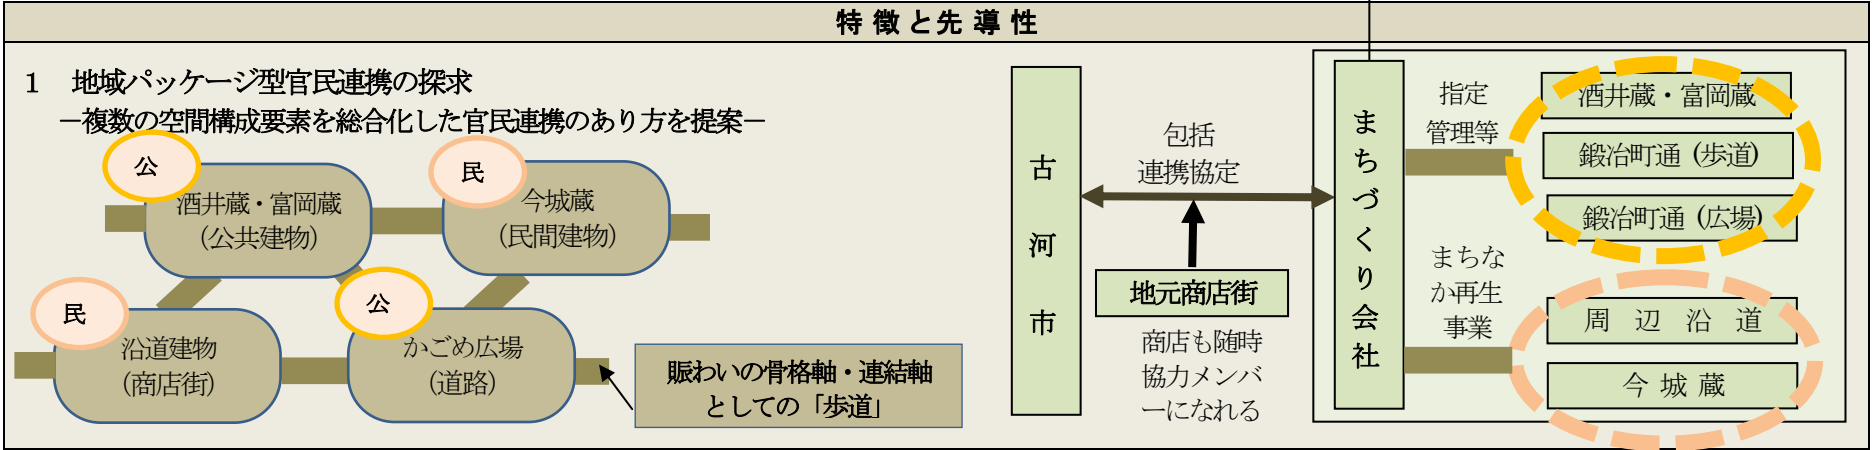 特徴と先導性
１　地域パッケージ型官民連携の探求
－複数の空間構成要素を総合化した官民連携のあり方を提案－
公
酒井蔵・富岡蔵
（公共建物）
民
今城蔵
（民間建物）
民
沿道建物
（商店街）
公
かごめ広場
（道路）
賑わいの骨格軸・連結軸
としての「歩道」
古河市
包括
連携協定
地元商店街
商店も随時
協力メンバ
ーになれる
まちづくり会社
指定
管理等
酒井蔵・富岡蔵
鍛冶町通（歩道）
鍛冶町通（広場）
まちな
か再生
事業
周辺沿道
今城蔵